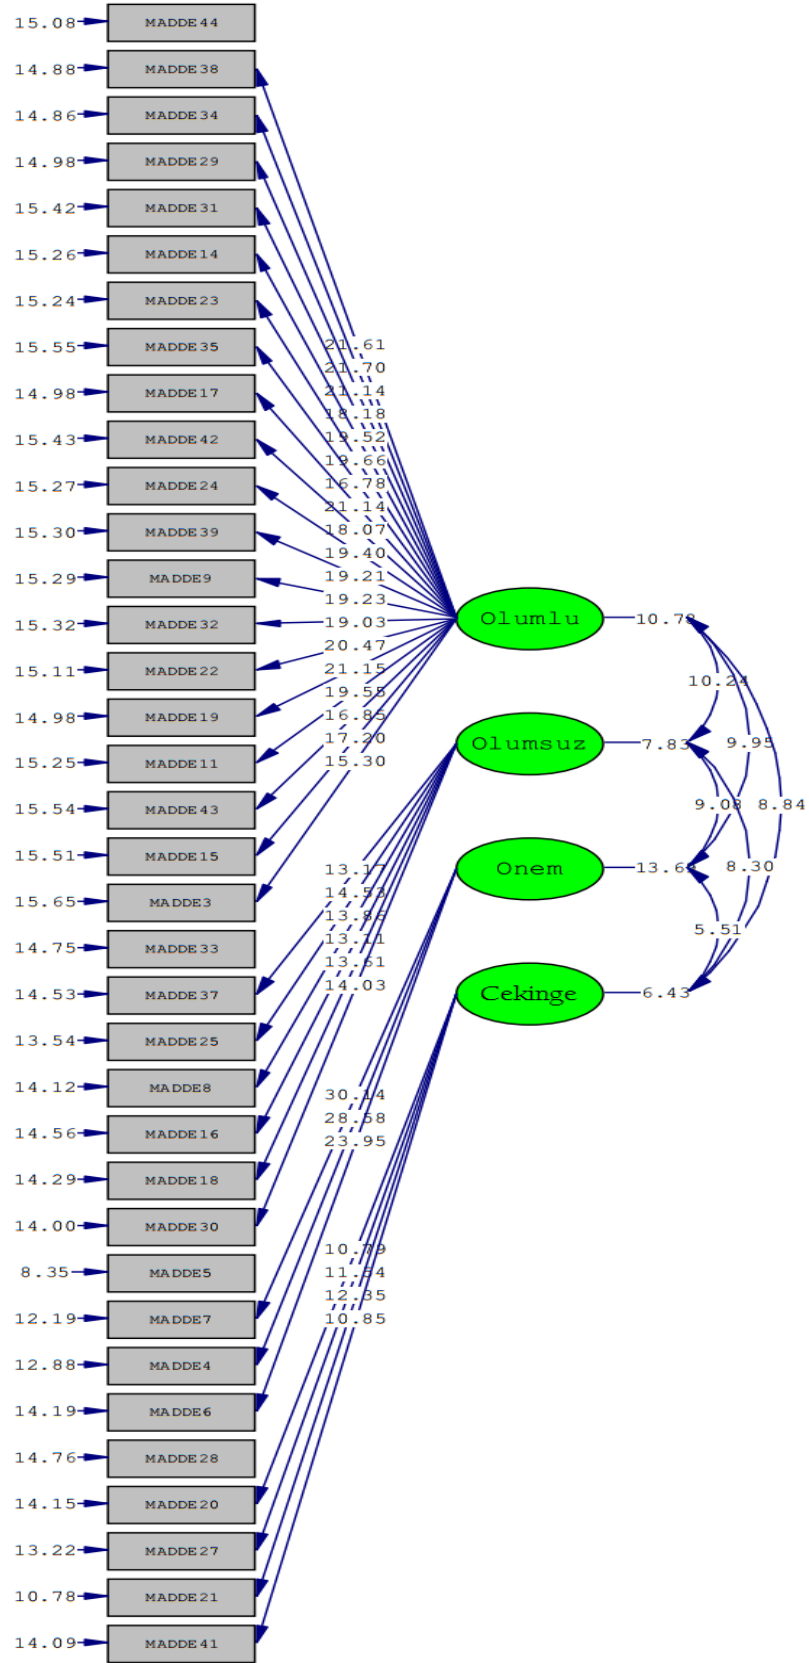 15.08 MADDE44
14.88 MADDE38
14.86 MADDE34
14.98 MADDE29
15.42 MADDE31
15.26 MADDE14
15.24 MADDE23
15.55 MADDE35
14.98 MADDE17
15.43 MADDE42
15.27 MADDE24
15.30 MADDE39
15.29 MADDE9
15.32 MADDE32
15.11 MADDE22
14.98 MADDE19
15.25 MADDE11
15.54 MADDE43
15.51 MADDE15
15.65 MADDE3
14.75 MADDE33
14.53 MADDE37
13.54 MADDE25
14.12 MADDE8
14.56 MADDE16
14.29 MADDE18
14.00 MADDE30
8.35 MADDE5
12.19 MADDE7
12.88 MADDE4
14.19 MADDE6
14.76 MADDE28
14.15 MADDE20
13.22 MADDE27
10.78 MADDE21
14.09 MADDE41
21.61
21.70
21.14
18.18
19.52
19.66
16.78
21.14
18.07
19.40
19.21
19.23
19.03
20.47
21.15
19.55
16.85
17.20
15.30
13.17
14.53
13.86
13.11
13.61
14.03
30.14
28.58
23.95
10.79
12.35
10.85
Olumlu 10.78
Olumsuz 7.83
Onem
Cekinge 6.43
10.24
9.95
9.08
8.84
8.30
5.51